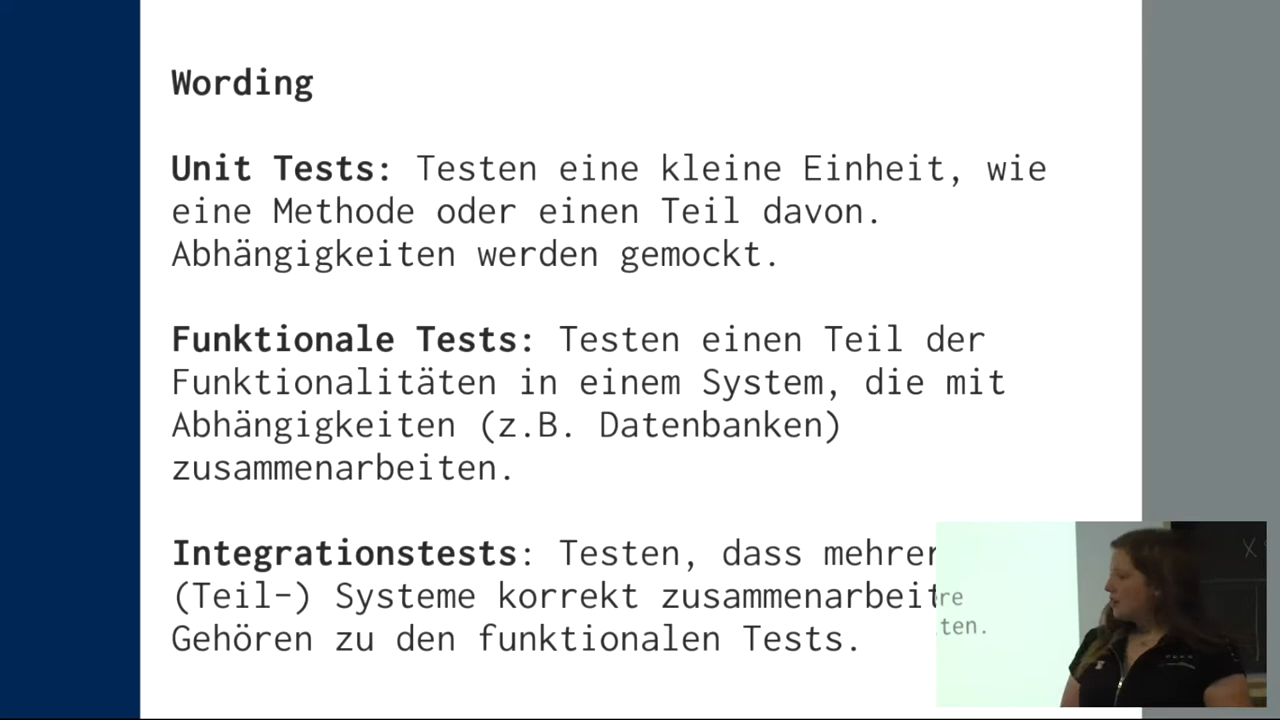 Wording
Unit Tests: Testen eine kleine Einheit, wie
eine Methode oder einen Teil davon.
Abhängigkeiten werden gemockt.
Funktionale Tests: Testen einen Teil der
Funktionalitäten in einem System, die mit
Abhängigkeiten (z.B. Datenbanken)
zusammenarbeiten.
Integrationstests: Testen, dass mehrer
(Teil-) Systeme korrekt zusammenarbeit
Gehören zu den funktionalen Tests.
re
ten.